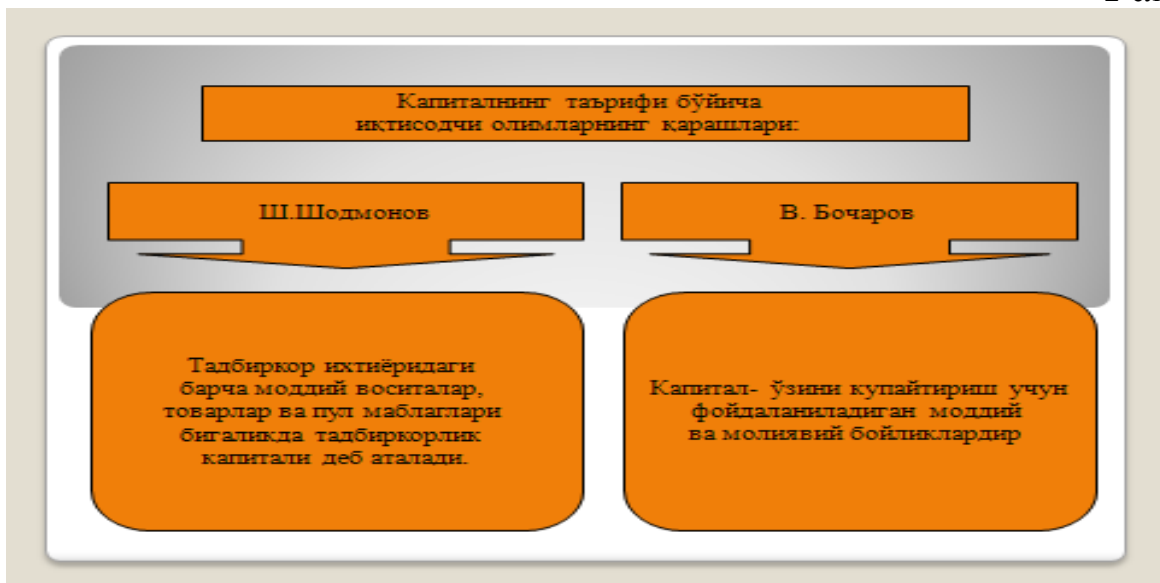 Капиталнинг таърифи бўйича
иқтисодчи олимларнинг қарашлари:
Ш.Шодмонов
В. Бочаров
Тадбиркор ихтиёридаги
барча моддий воситалар,
товарлар ва пул маблаглари
бигаликда тадбиркорлик
капитали деб аталади.
Капитал- ўзини купайтириш учун
фойдаланиладиган моддий
ва молиявий бойликлардир